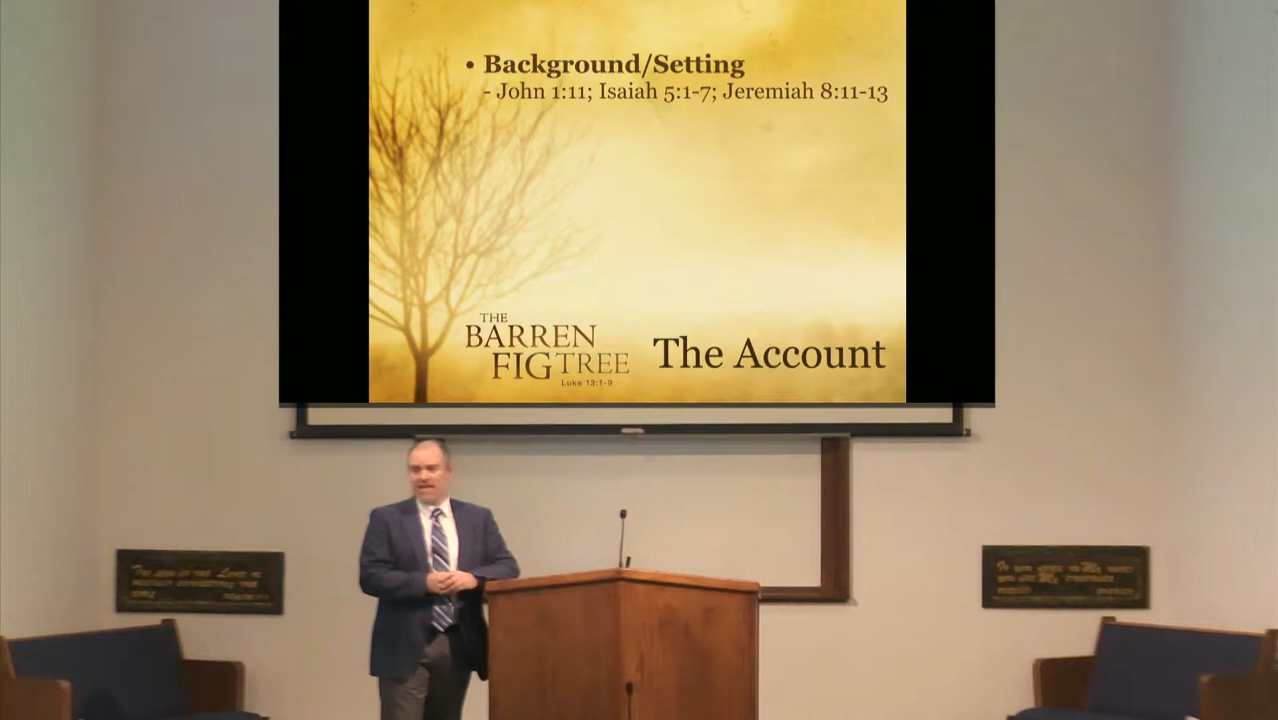 • Background/Setting
- John 1:11; Isaiah 5:1-7; Jeremiah 8:11-13
THE
BARREN
FIG TREE
Luke 13:1-9
The Account